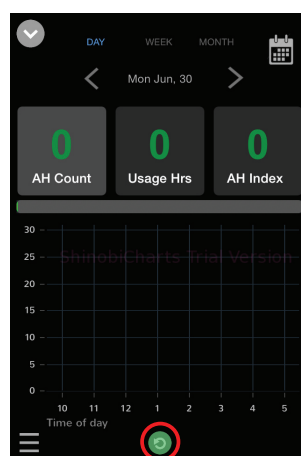 DAY WEEK MONTH
Mon Jun, 30
0 0 0
AH Count Usage Hrs AH Index
30
25 ShinobiCharts Trial Version
20
15
10
5
0
10 11 12 1 2 3 4 5
Time of day